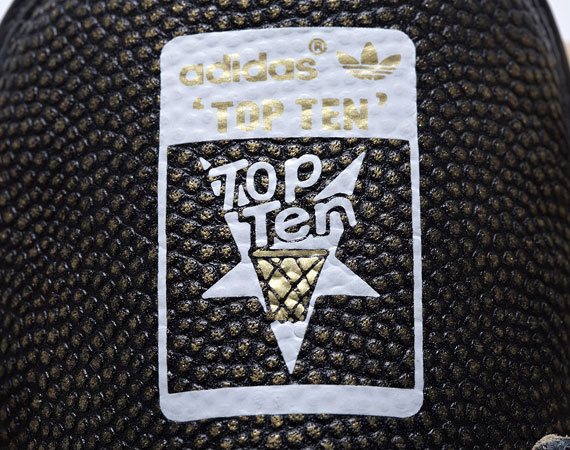 adidas®
'TOP TEN'
Top
Ten